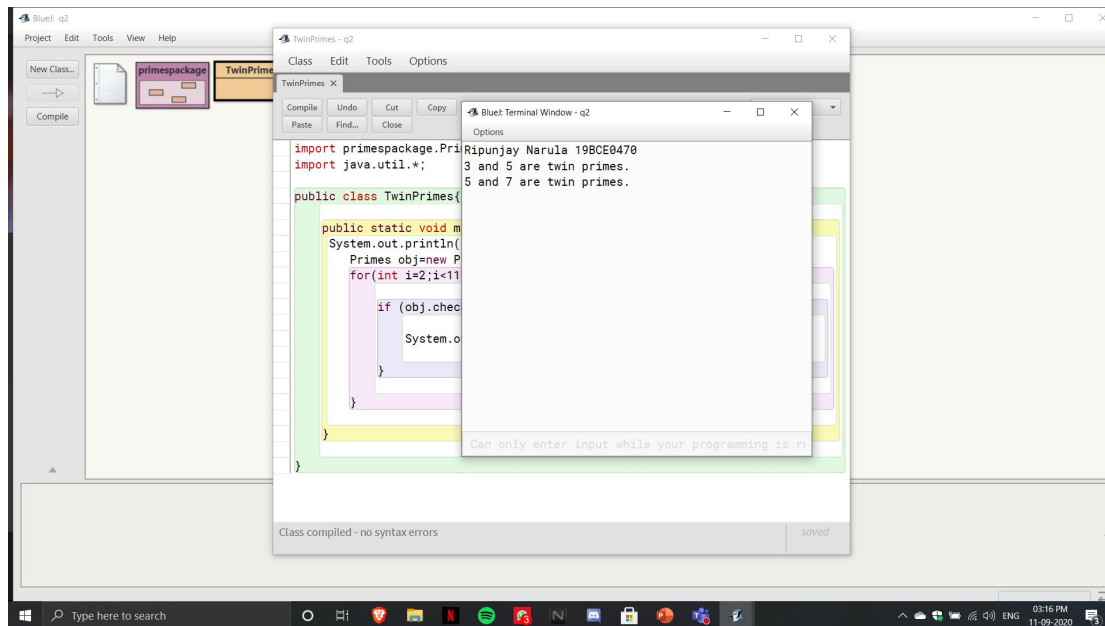 BlueJ: q2
Project Edit Tools View Help
New Class...
Compile
primespackage
TwinPrime
TwinPrimes - q2
Class Edit Tools Options
TwinPrimes X
Compile Undo Cut Copy
Paste Find... Close
import primespackage.Pri
import java.util.*;
public class TwinPrimes{
public static void m
System.out.println(
Primes obj=new P
for(int i=2;i<11
if (obj.chec
System.o
}
}
}
}
Class compiled - no syntax errors
saved
BlueJ: Terminal Window - q2
Options
Ripunjay Narula 19BCE0470
3 and 5 are twin primes.
5 and 7 are twin primes.
Can only enter input while your programming is r
Type here to search
ENG
03:16 PM
11-09-2020